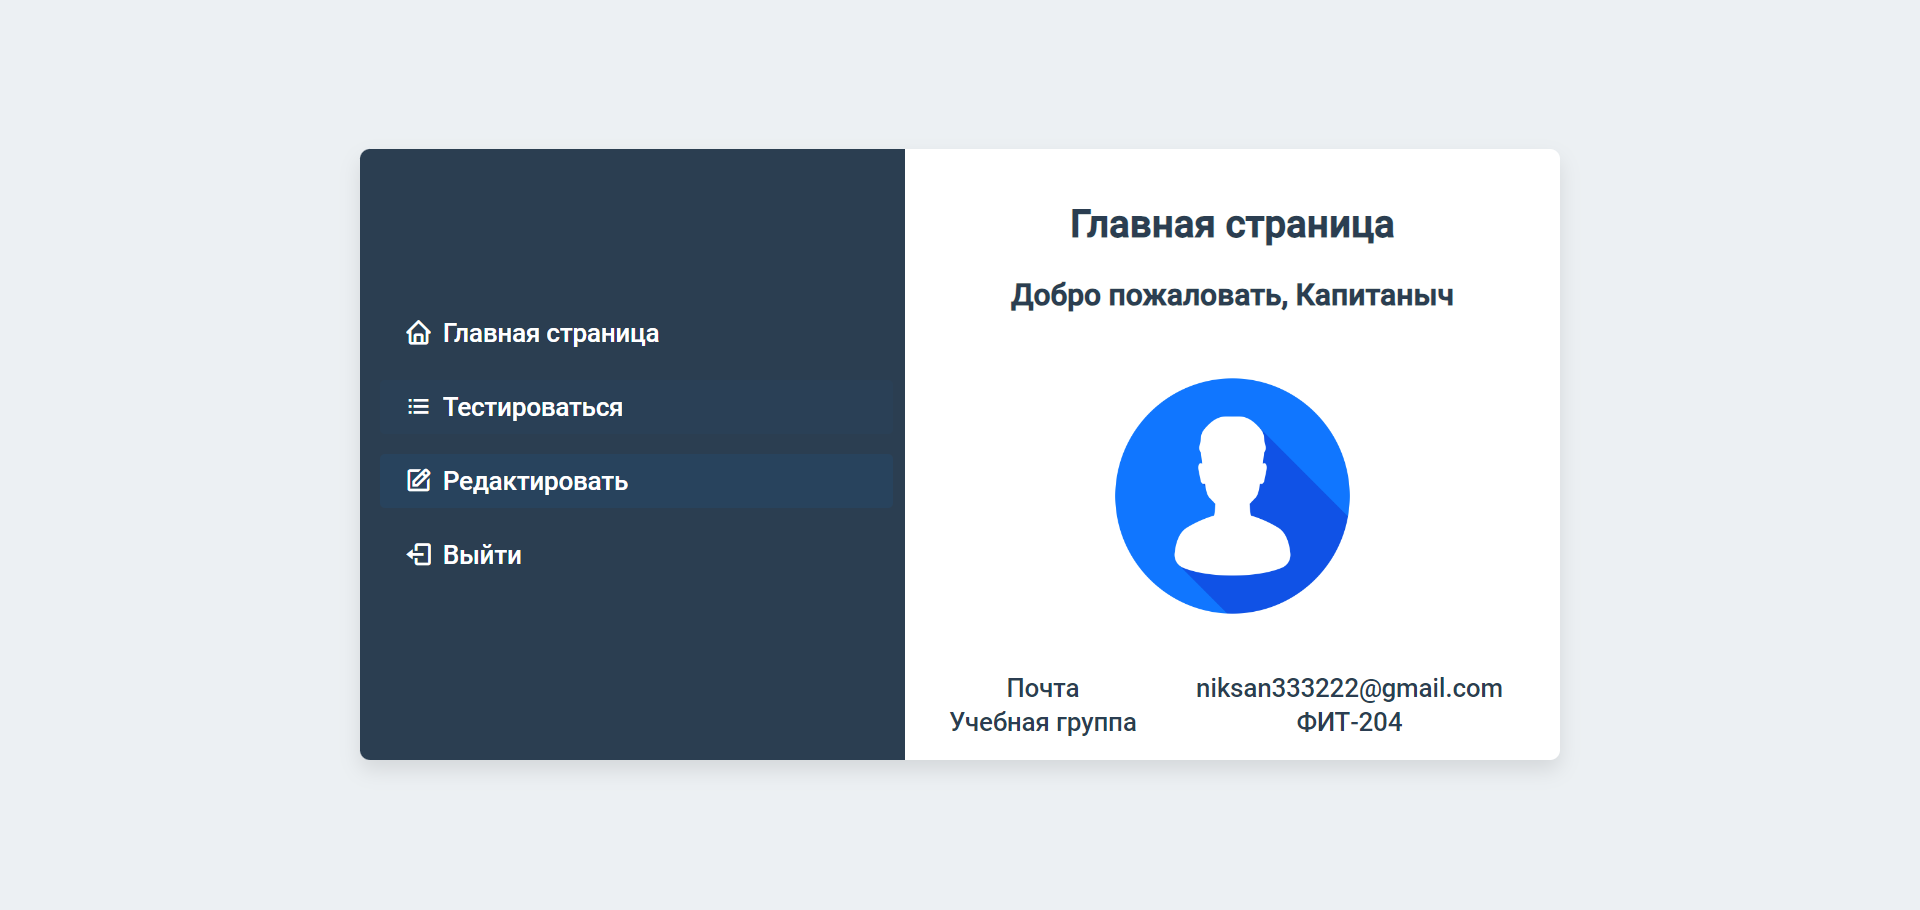 Главная страница
Тестироваться
Редактировать
Выйти
Главная страница
Добро пожаловать, Капитаныч
Почта niksan333222@gmail.com
Учебная группа ФИТ-204